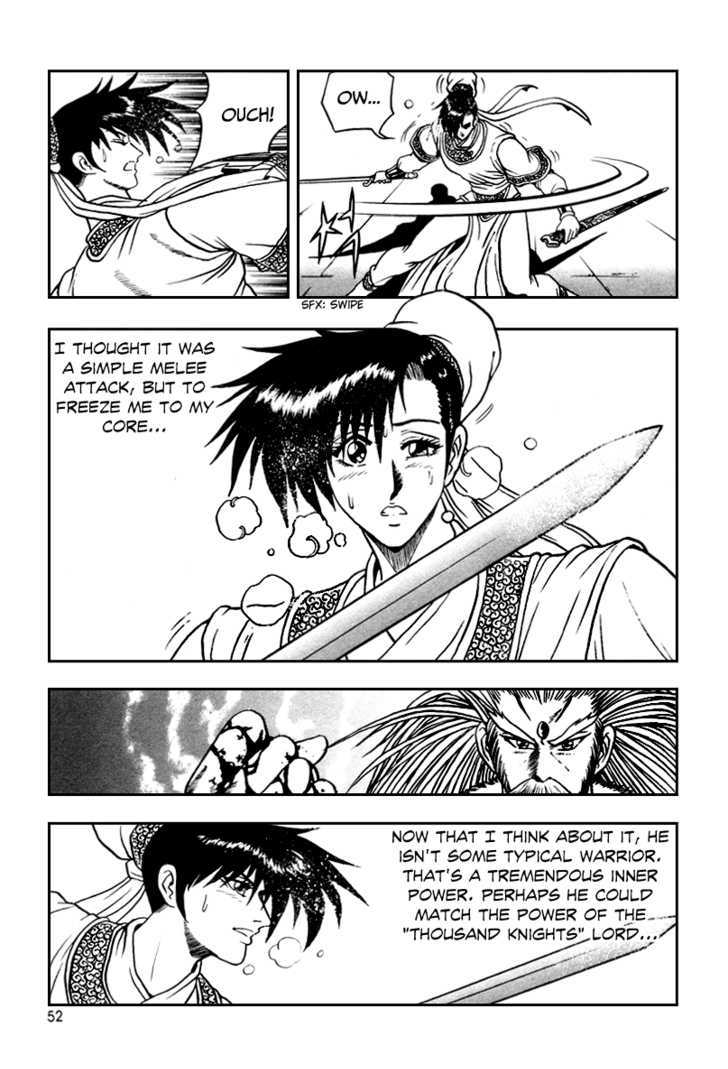 OUCH!
OW...
SFX: SWIPE
I THOUGHT IT WAS
A SIMPLE MELEE
ATTACK, BUT TO
FREEZE ME TO MY
CORE...
NOW THAT I THINK ABOUT IT, HE
ISN'T SOME TYPICAL WARRIOR.
THAT'S A TREMENDOUS INNER
POWER. PERHAPS HE COULD
MATCH THE POWER OF THE
"THOUSAND KNIGHTS" LORD...
52